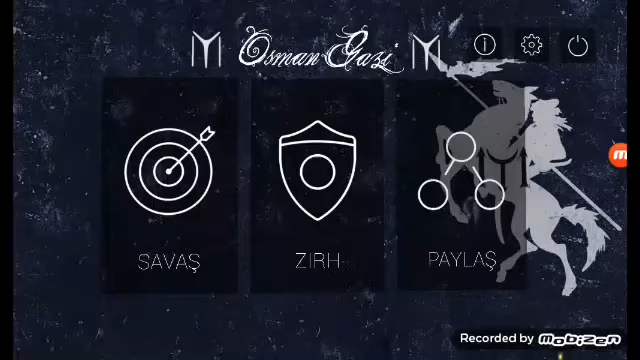 Osman Gazi
SAVAŞ
ZIRH
PAYLAŞ
Recorded by MOBIZEN